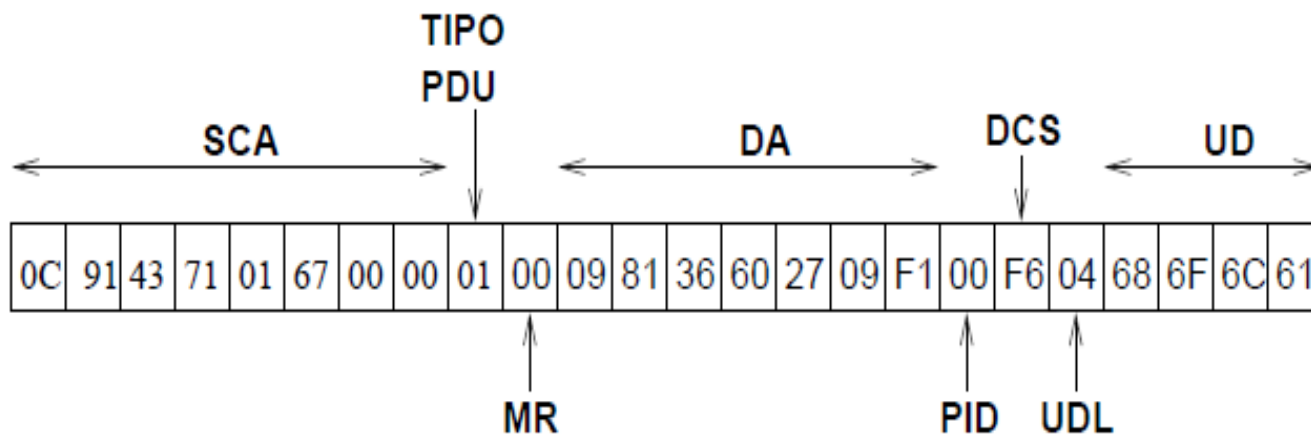 TIPO
PDU
SCA DA DCS UD
0C 91 43 71 01 67 00 00 01 00 09 81 36 60 27 09 F1 00 F6 04 68 6F 6C 61
MR PID UDL